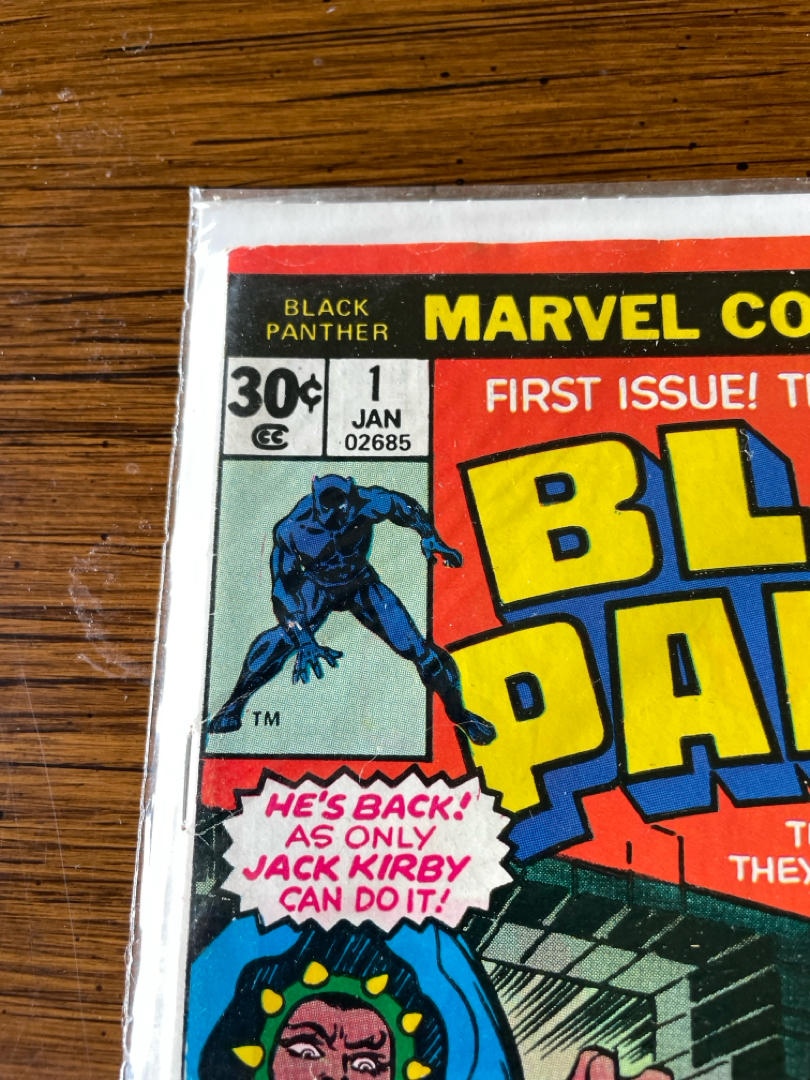 BLACK
PANTHER
MARVEL CO
30¢
CC
1
JAN
02685
FIRST ISSUE! T
BL
PA
TM
HE'S BACK!
AS ONLY
JACK KIRBY
CAN DO IT!
T
THEY